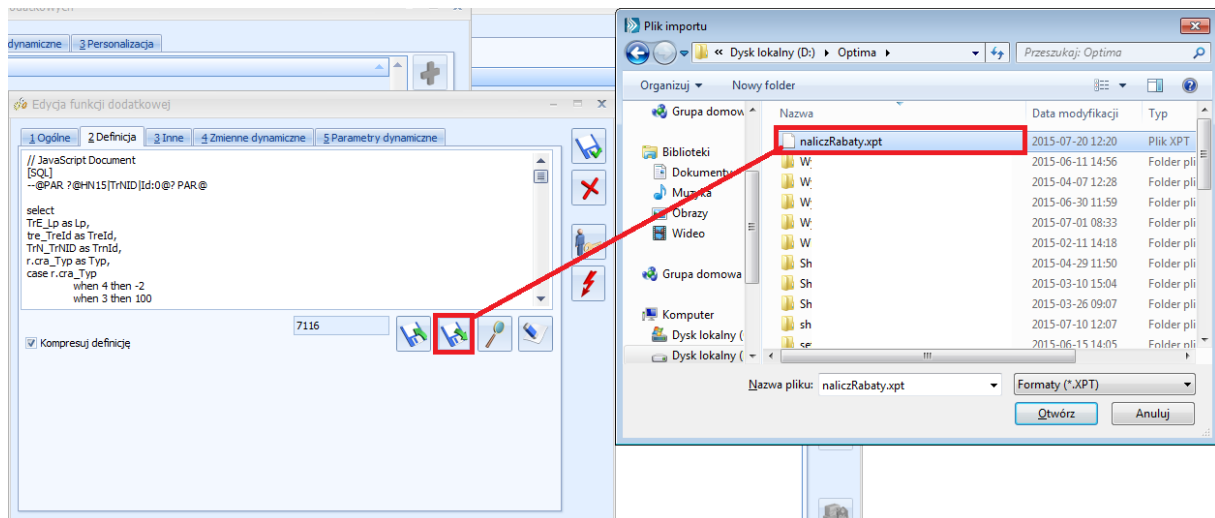 datkowych
dynamiczne 3 Personalizacja
Edycja funkcji dodatkowej
1 Ogólne 2 Definicja 3 Inne 4 Zmienne dynamiczne 5 Parametry dynamiczne
// JavaScript Document
[SQL]
--@PAR ?@HN15|TrNID|Id:0@? PAR@
select
TrE_Lp as Lp,
tre_TreId as TreId,
TrN_TrNID as TrnId,
r.cra_Typ as Typ,
case r.cra_Typ
when 4 then -2
when 3 then 100
7116
Kompresuj definicję
Plik importu
« Dysk lokalny (D:) Optima
Przeszukaj: Optima
Organizuj Nowy folder
Grupa domow
Biblioteki
Dokumenty
Muzyka
Obrazy
Wideo
Grupa domowa
Komputer
Dysk lokalny (
Dysk lokalny (
Nazwa Data modyfikacji Typ
naliczRabaty.xpt 2015-07-20 12:20 Plik XPT
W 2015-06-11 14:56 Folder pli
W 2015-04-07 12:28 Folder pli
W 2015-06-30 11:59 Folder pli
W 2015-07-01 08:33 Folder pli
W 2015-02-11 14:18 Folder pli
Sh 2015-04-29 11:50 Folder pli
Sh 2015-03-10 15:04 Folder pli
Sh 2015-03-26 09:07 Folder pli
sh 2015-07-10 12:07 Folder pli
se 2015-06-15 14:05 Folder pli
Nazwa pliku: naliczRabaty.xpt Formaty (*.XPT)
Otwórz Anuluj